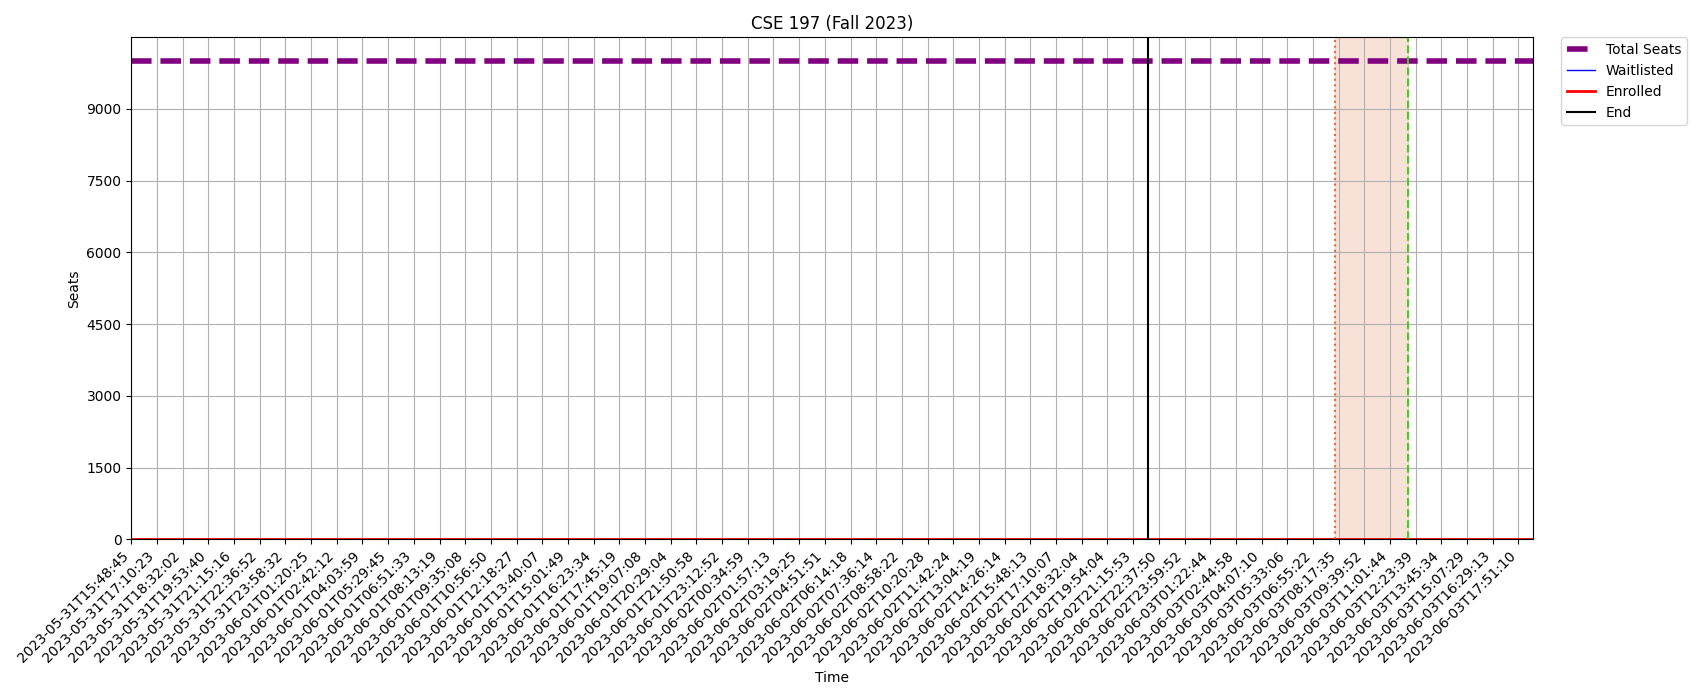 CSE 197 (Fall 2023)
Total Seats
Waitlisted
Enrolled
End
Seats
9000
7500
6000
4500
3000
1500
0
2023-05-31T15:48:45
2023-05-31T17:10:23
2023-05-31T18:32:02
2023-05-31T19:53:40
2023-05-31T21:15:16
2023-05-31T22:36:52
2023-05-31T23:58:32
2023-06-01T01:20:25
2023-06-01T02:42:12
2023-06-01T04:03:59
2023-06-01T05:29:45
2023-06-01T06:51:33
2023-06-01T08:13:19
2023-06-01T09:35:08
2023-06-01T10:56:50
2023-06-01T12:18:27
2023-06-01T13:40:07
2023-06-01T15:01:49
2023-06-01T16:23:34
2023-06-01T17:45:19
2023-06-01T19:07:08
2023-06-01T20:29:04
2023-06-01T21:50:58
2023-06-01T23:12:52
2023-06-02T00:34:59
2023-06-02T01:57:13
2023-06-02T03:19:25
2023-06-02T04:51:51
2023-06-02T06:14:18
2023-06-02T07:36:14
2023-06-02T08:58:22
2023-06-02T10:20:28
2023-06-02T11:42:24
2023-06-02T13:04:19
2023-06-02T14:26:14
2023-06-02T15:48:13
2023-06-02T17:10:07
2023-06-02T18:32:04
2023-06-02T19:54:04
2023-06-02T21:15:53
2023-06-02T22:37:50
2023-06-02T23:59:52
2023-06-03T01:22:44
2023-06-03T02:44:58
2023-06-03T04:07:10
2023-06-03T05:33:06
2023-06-03T06:55:22
2023-06-03T08:17:35
2023-06-03T09:39:52
2023-06-03T11:01:44
2023-06-03T12:23:39
2023-06-03T13:45:34
2023-06-03T15:07:29
2023-06-03T16:29:13
2023-06-03T17:51:10
Time